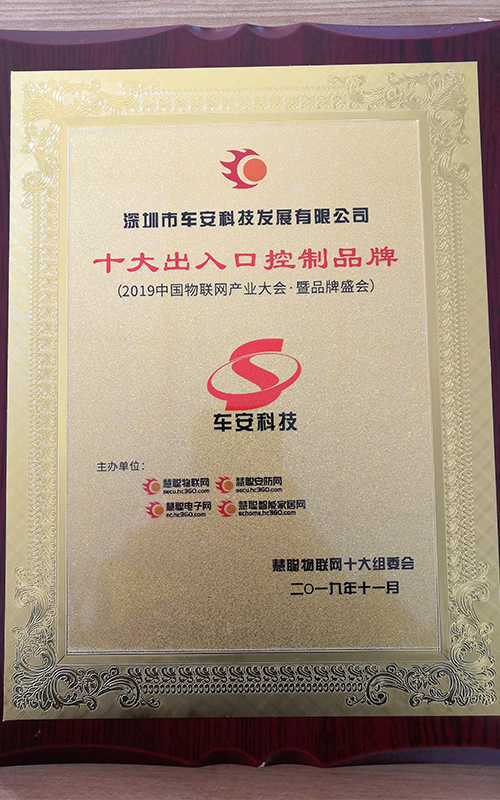 深圳市车安科技发展有限公司
十大出入口控制品牌
（2019中国物联网产业大会·暨品牌盛会）
S
车安科技
主办单位：
慧聪物联网 慧聪安防网
secu.hc360.com secu.hc360.com
慧聪电子网 慧聪智能家居网
ec.hc360.com echome.hc360.com
慧聪物联网十大组委会
二〇一九年十一月